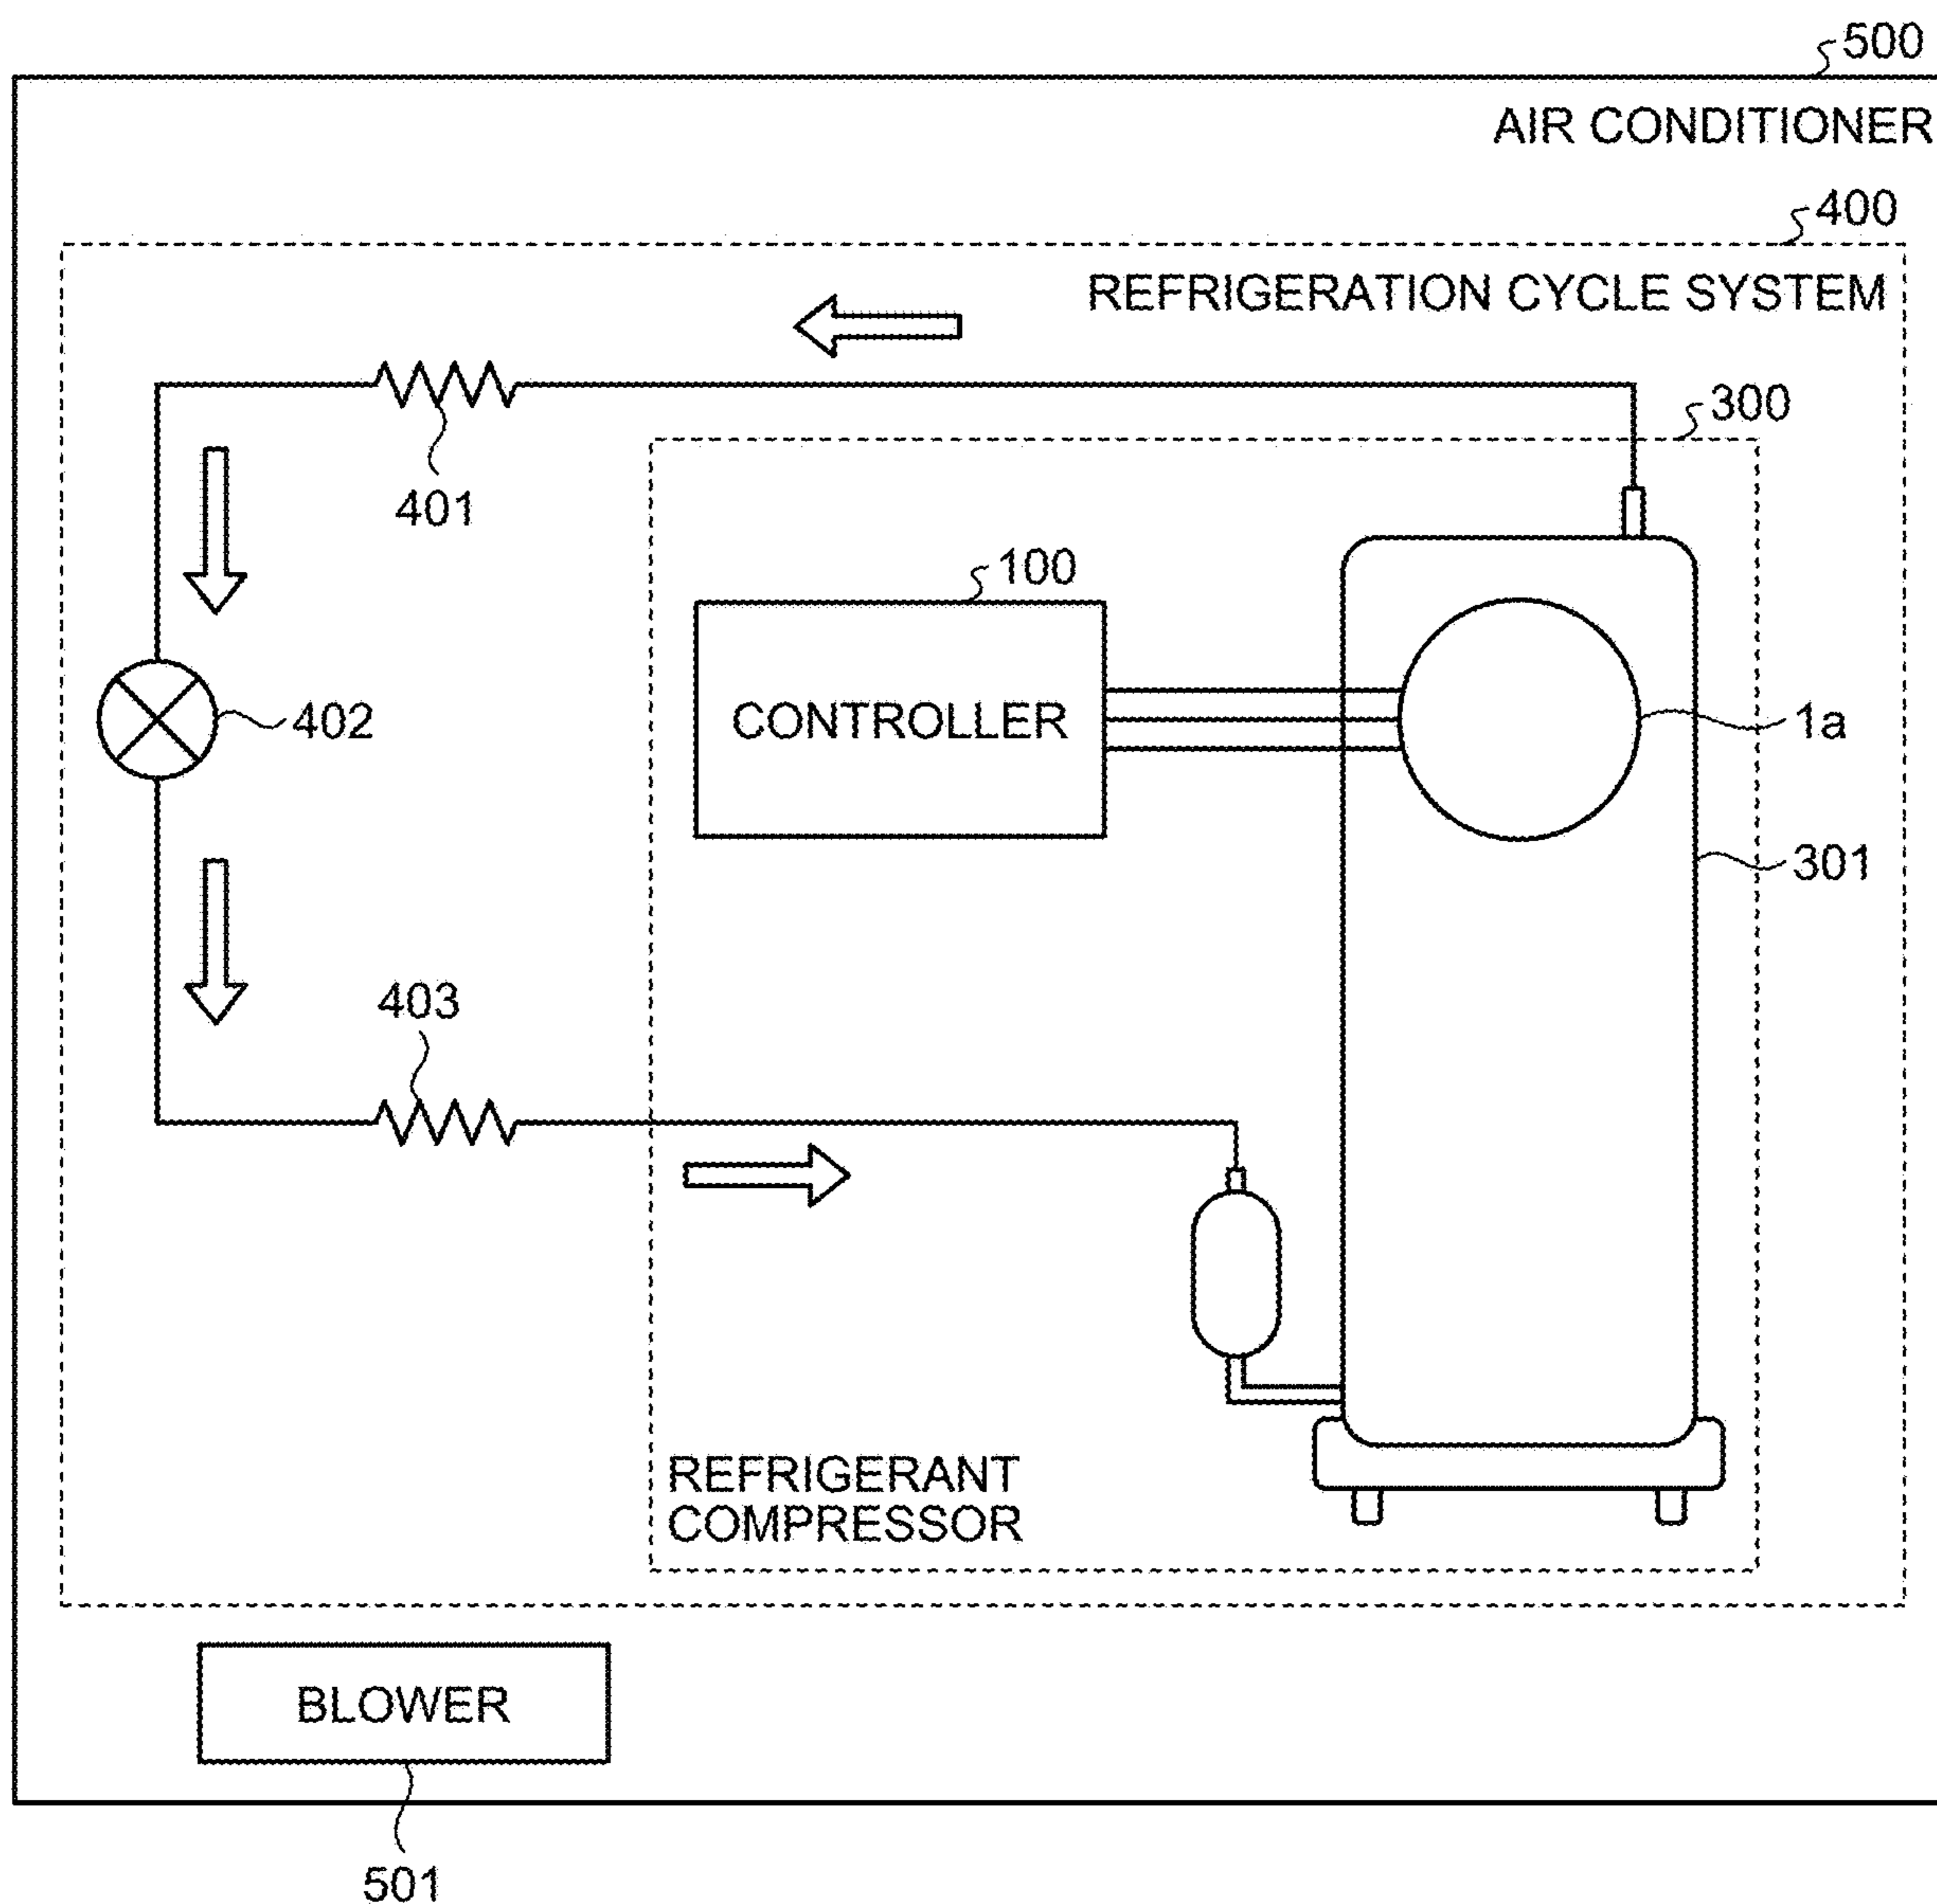 500
AIR CONDITIONER
400
REFRIGERATION CYCLE SYSTEM
300
401
100
CONTROLLER
402
1a
301
403
REFRIGERANT
COMPRESSOR
BLOWER
501